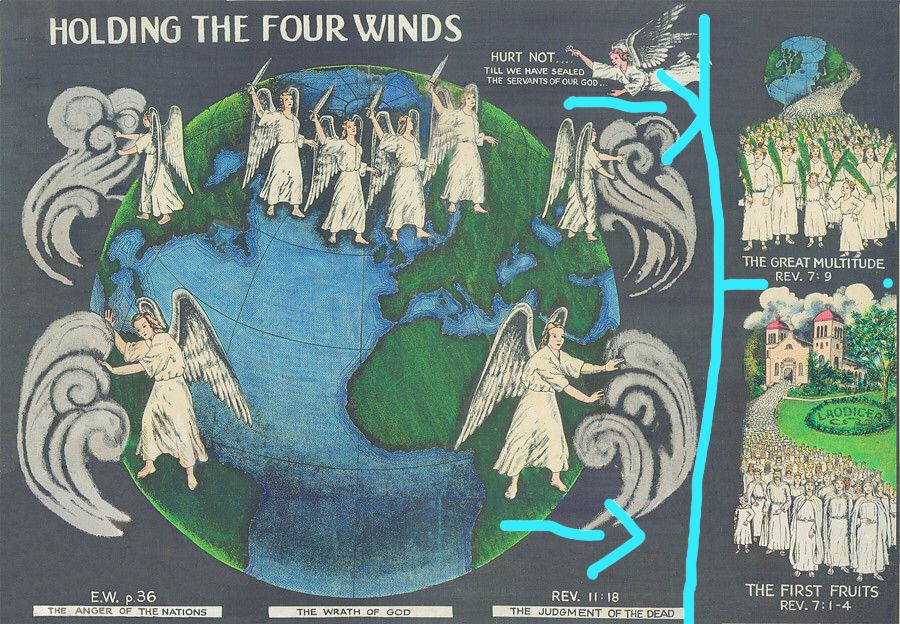 HOLDING THE FOUR WINDS
HURT NOT....
TILL WE HAVE SEALED
THE SERVANTS OF OUR GOD...
THE GREAT MULTITUDE
REV. 7:9
LAODICEA
THE FIRST FRUITS
REV. 7:1-4
E.W. p.36
REV. 11:18
THE ANGER OF THE NATIONS
THE WRATH OF GOD
THE JUDGMENT OF THE DEAD